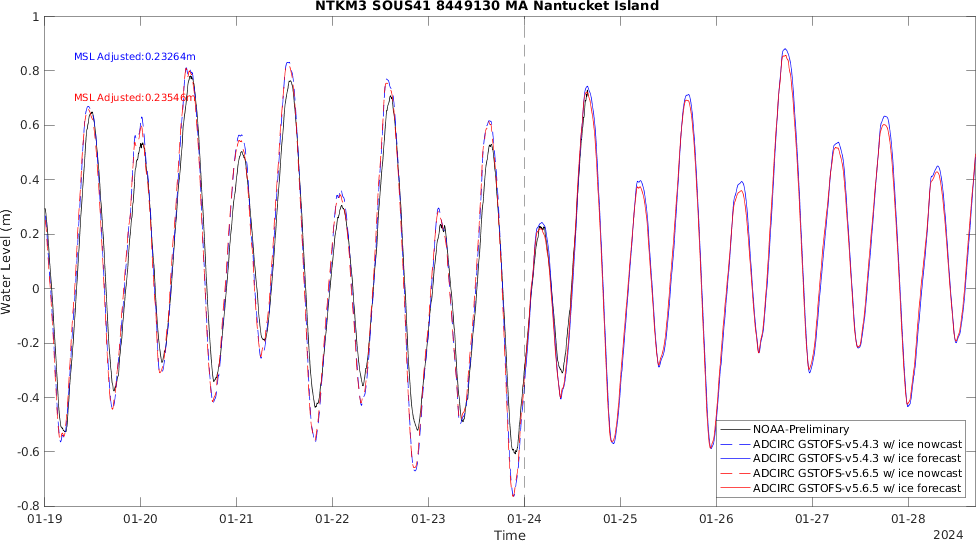 NTKM3 SOUS41 8449130 MA Nantucket Island
1
0.8
0.6
0.4
0.2
0
-0.2
-0.4
-0.6
-0.8
Water Level (m)
MSL Adjusted:0.23264m
MSL Adjusted:0.23546m
NOAA-Preliminary
ADCIRC GSTOFS-v5.4.3 w/ ice nowcast
ADCIRC GSTOFS-v5.4.3 w/ ice forecast
ADCIRC GSTOFS-v5.6.5 w/ ice nowcast
ADCIRC GSTOFS-v5.6.5 w/ ice forecast
01-19 01-20 01-21 01-22 01-23 01-24 01-25 01-26 01-27 01-28
Time
2024